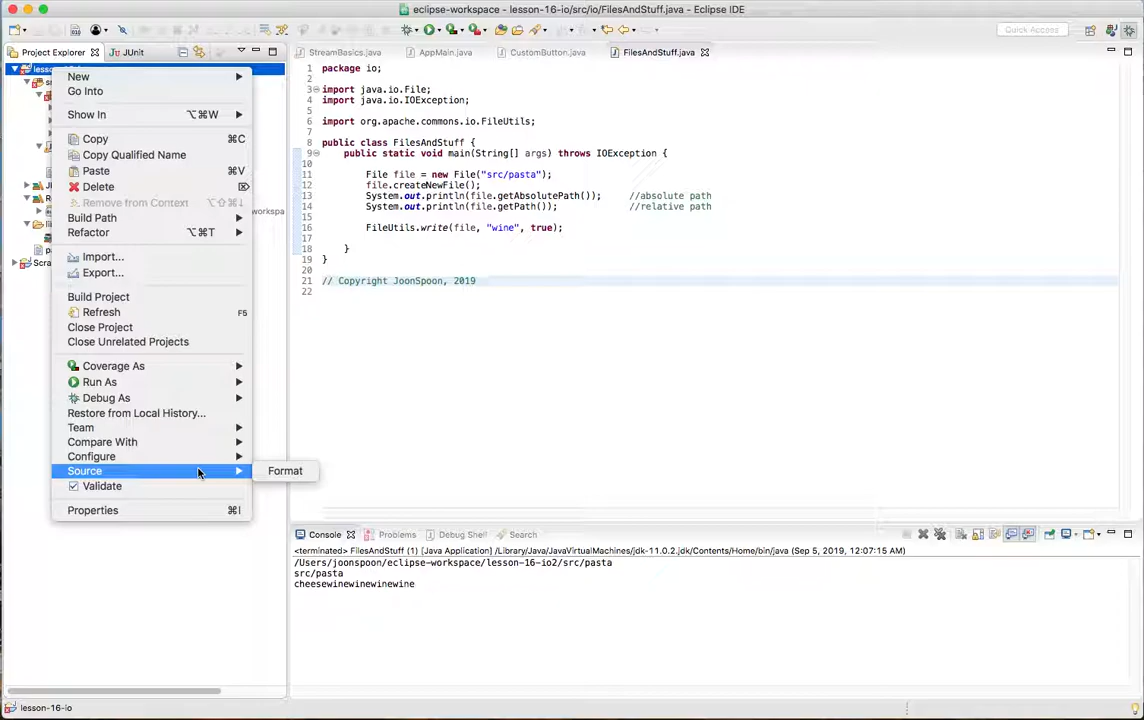 eclipse-workspace - lesson-16-io/src/io/FilesAndStuff.java - Eclipse IDE
Quick Access
Project Explorer
JUnit
StreamBasics.java
AppMain.java
CustomButton.java
FilesAndStuff.java
New
Go Into
Show In ⌥⌘W
Copy ⌘C
Copy Qualified Name
Paste ⌘V
Delete ⌦
Remove from Context ⌥⇧⌘↓
Build Path
Refactor ⌥⌘T
Import...
Export...
Build Project
Refresh F5
Close Project
Close Unrelated Projects
Coverage As
Run As
Debug As
Restore from Local History...
Team
Compare With
Configure
Source
Format
Validate
Properties ⌘I
1 package io;
2
3 import java.io.File;
4 import java.io.IOException;
5
6 import org.apache.commons.io.FileUtils;
7
8 public class FilesAndStuff {
9 public static void main(String[] args) throws IOException {
10
11 File file = new File("src/pasta");
12 file.createNewFile();
13 System.out.println(file.getAbsolutePath()); //absolute path
14 System.out.println(file.getPath()); //relative path
15
16 FileUtils.write(file, "wine", true);
17
18 }
19 }
20
21 // Copyright JoonSpoon, 2019
22
Console
Problems
Debug Shell
Search
<terminated> FilesAndStuff (1) [Java Application] /Library/Java/JavaVirtualMachines/jdk-11.0.2.jdk/Contents/Home/bin/java (Sep 5, 2019, 12:07:15 AM)
/Users/joonspoon/eclipse-workspace/lesson-16-io2/src/pasta
src/pasta
cheesewinewinewinewine
lesson-16-io